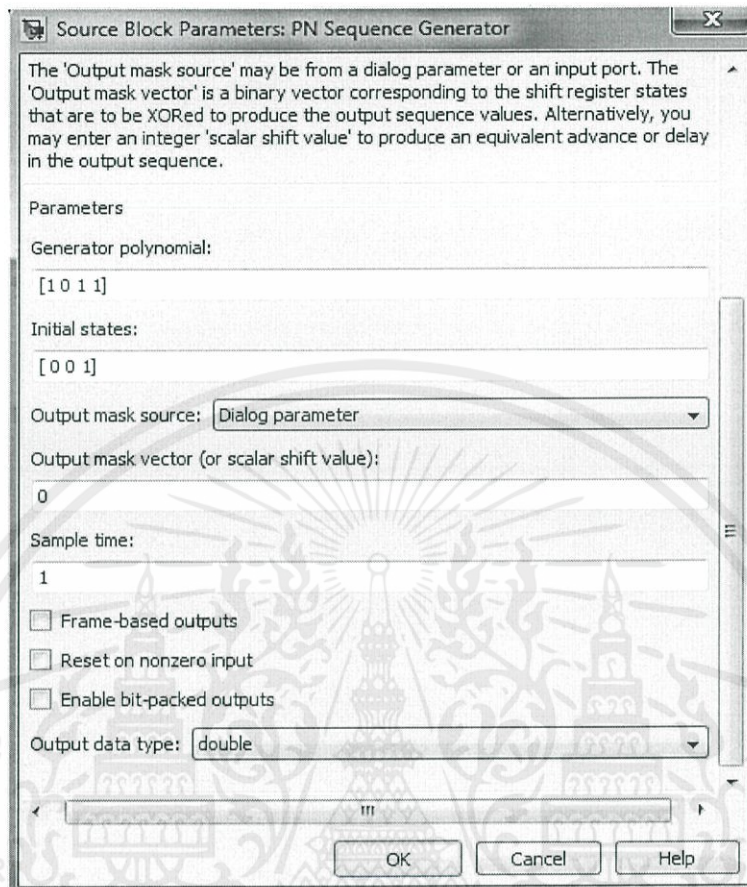 Source Block Parameters: PN Sequence Generator
The 'Output mask source' may be from a dialog parameter or an input port. The
'Output mask vector' is a binary vector corresponding to the shift register states
that are to be XORed to produce the output sequence values. Alternatively, you
may enter an integer 'scalar shift value' to produce an equivalent advance or delay
in the output sequence.
Parameters
Generator polynomial:
[1 0 1 1]
Initial states:
[ 0 0 1]
Output mask source: Dialog parameter
Output mask vector (or scalar shift value):
0
Sample time:
1
Frame-based outputs
Reset on nonzero input
Enable bit-packed outputs
Output data type: double
OK Cancel Help